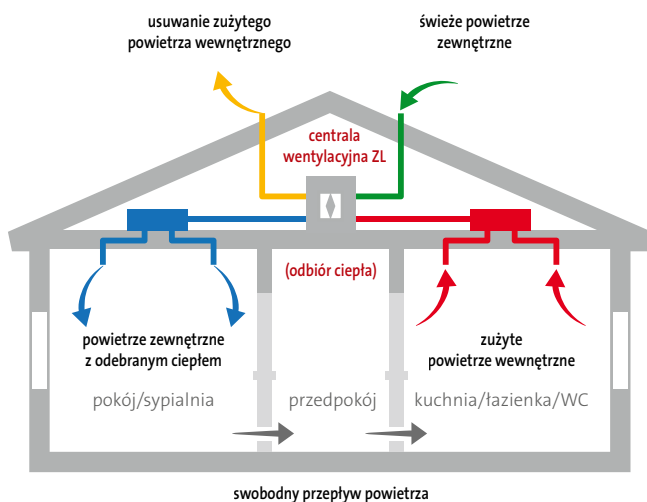 usuwanie zużytego
powietrza wewnętrznego
świeże powietrze
zewnętrzne
centrala
wentylacyjna ZL
(odbiór ciepła)
powietrze zewnętrzne
z odebranym ciepłem
zużyte
powietrze wewnętrzne
pokój/sypialnia
przedpokój
kuchnia/łazienka/WC
swobodny przepływ powietrza